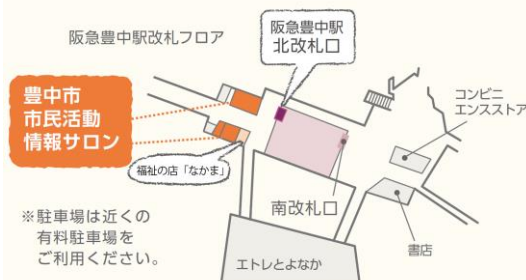 阪急豊中駅改札フロア
阪急豊中駅
北改札口
豊中市
市民活動
情報サロン
コンビニ
エンスストア
福祉の店「なかま」
南改札口
※駐車場は近くの
有料駐車場を
ご利用ください。
書店
エトレとよなか